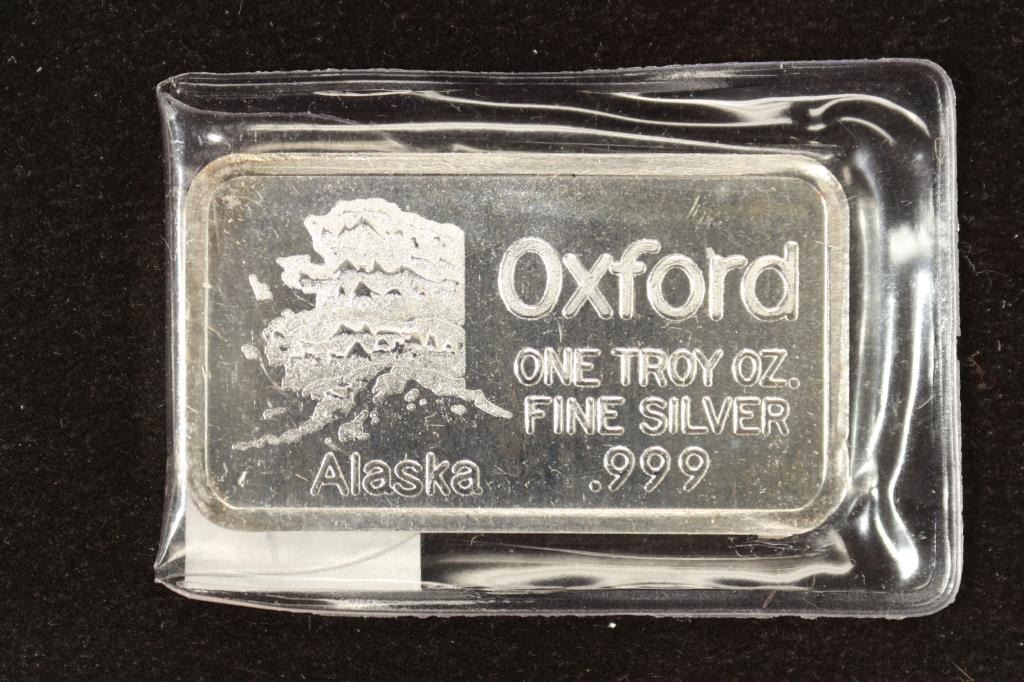 Oxford
ONE TROY OZ.
FINE SILVER
.999
Alaska